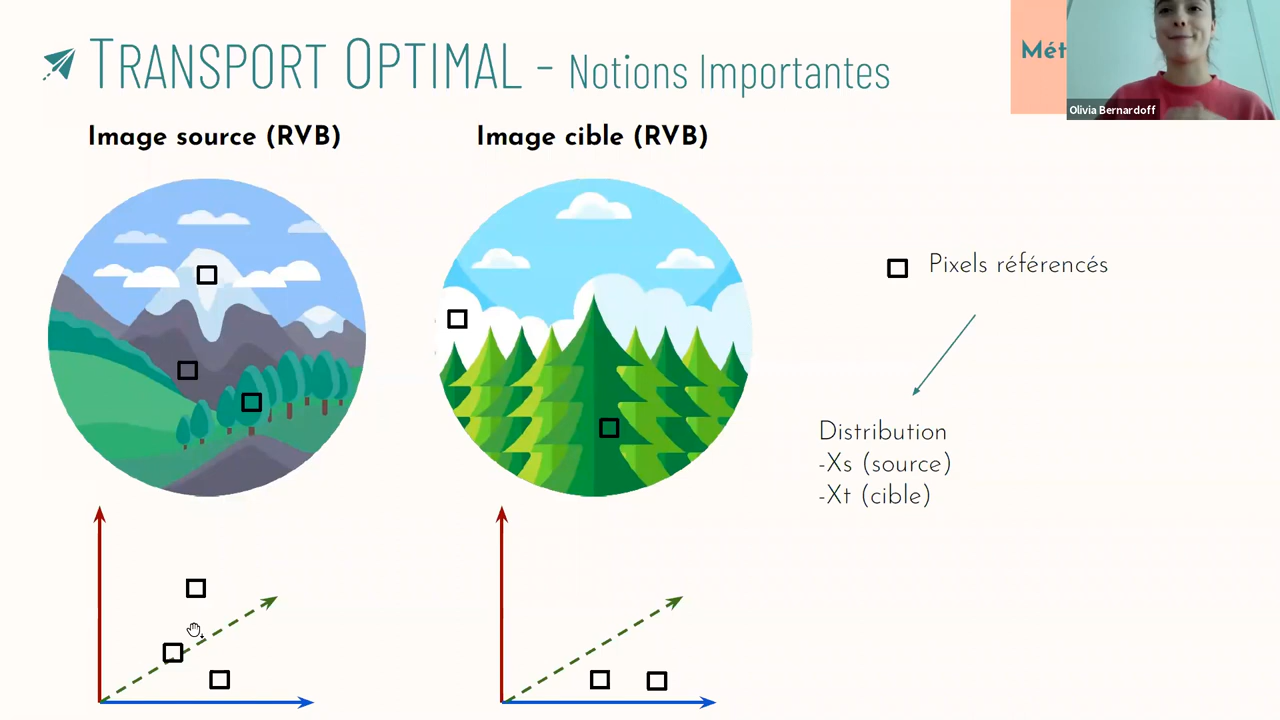 TRANSPORT OPTIMAL - Notions Importantes
Mét
Olivia Bernardoff
Image source (RVB)
Image cible (RVB)
Pixels référencés
Distribution
-Xs (source)
-Xt (cible)